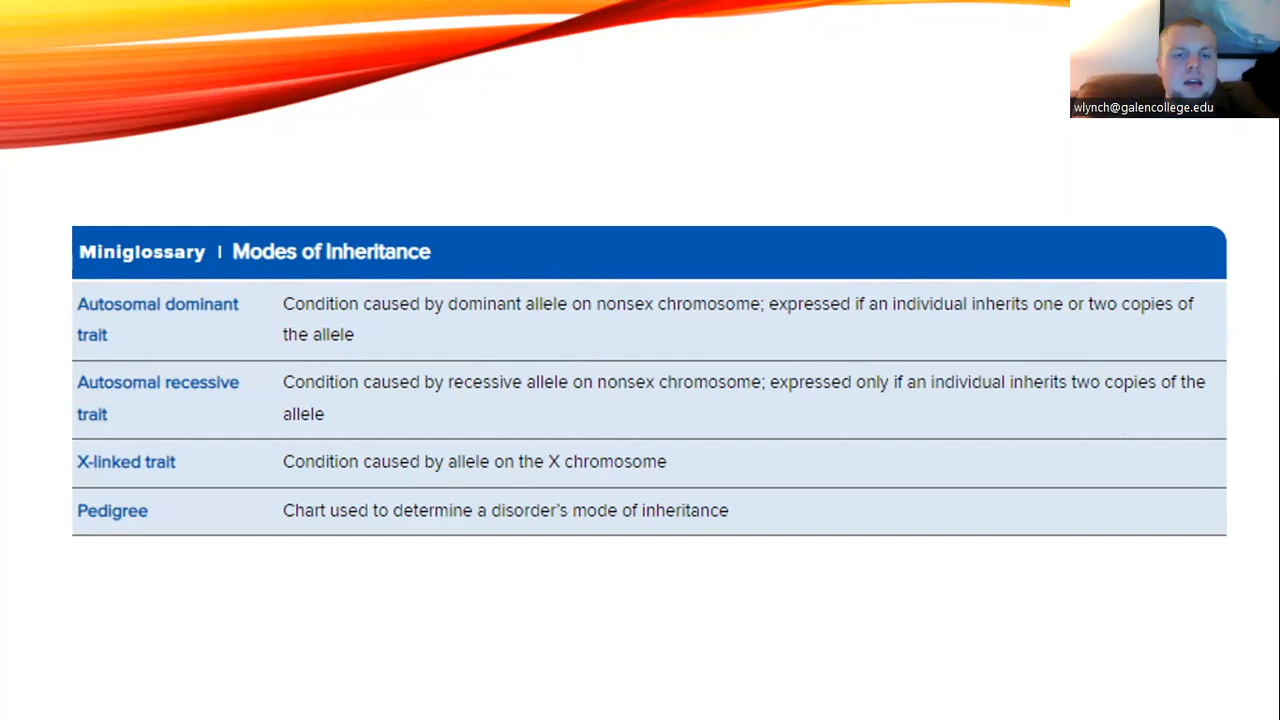 wlynch@galencollege.edu
Miniglossary | Modes of Inheritance
Autosomal dominant trait
Condition caused by dominant allele on nonsex chromosome; expressed if an individual inherits one or two copies of
the allele
Autosomal recessive trait
Condition caused by recessive allele on nonsex chromosome; expressed only if an individual inherits two copies of the
allele
X-linked trait
Condition caused by allele on the X chromosome
Pedigree
Chart used to determine a disorder's mode of inheritance